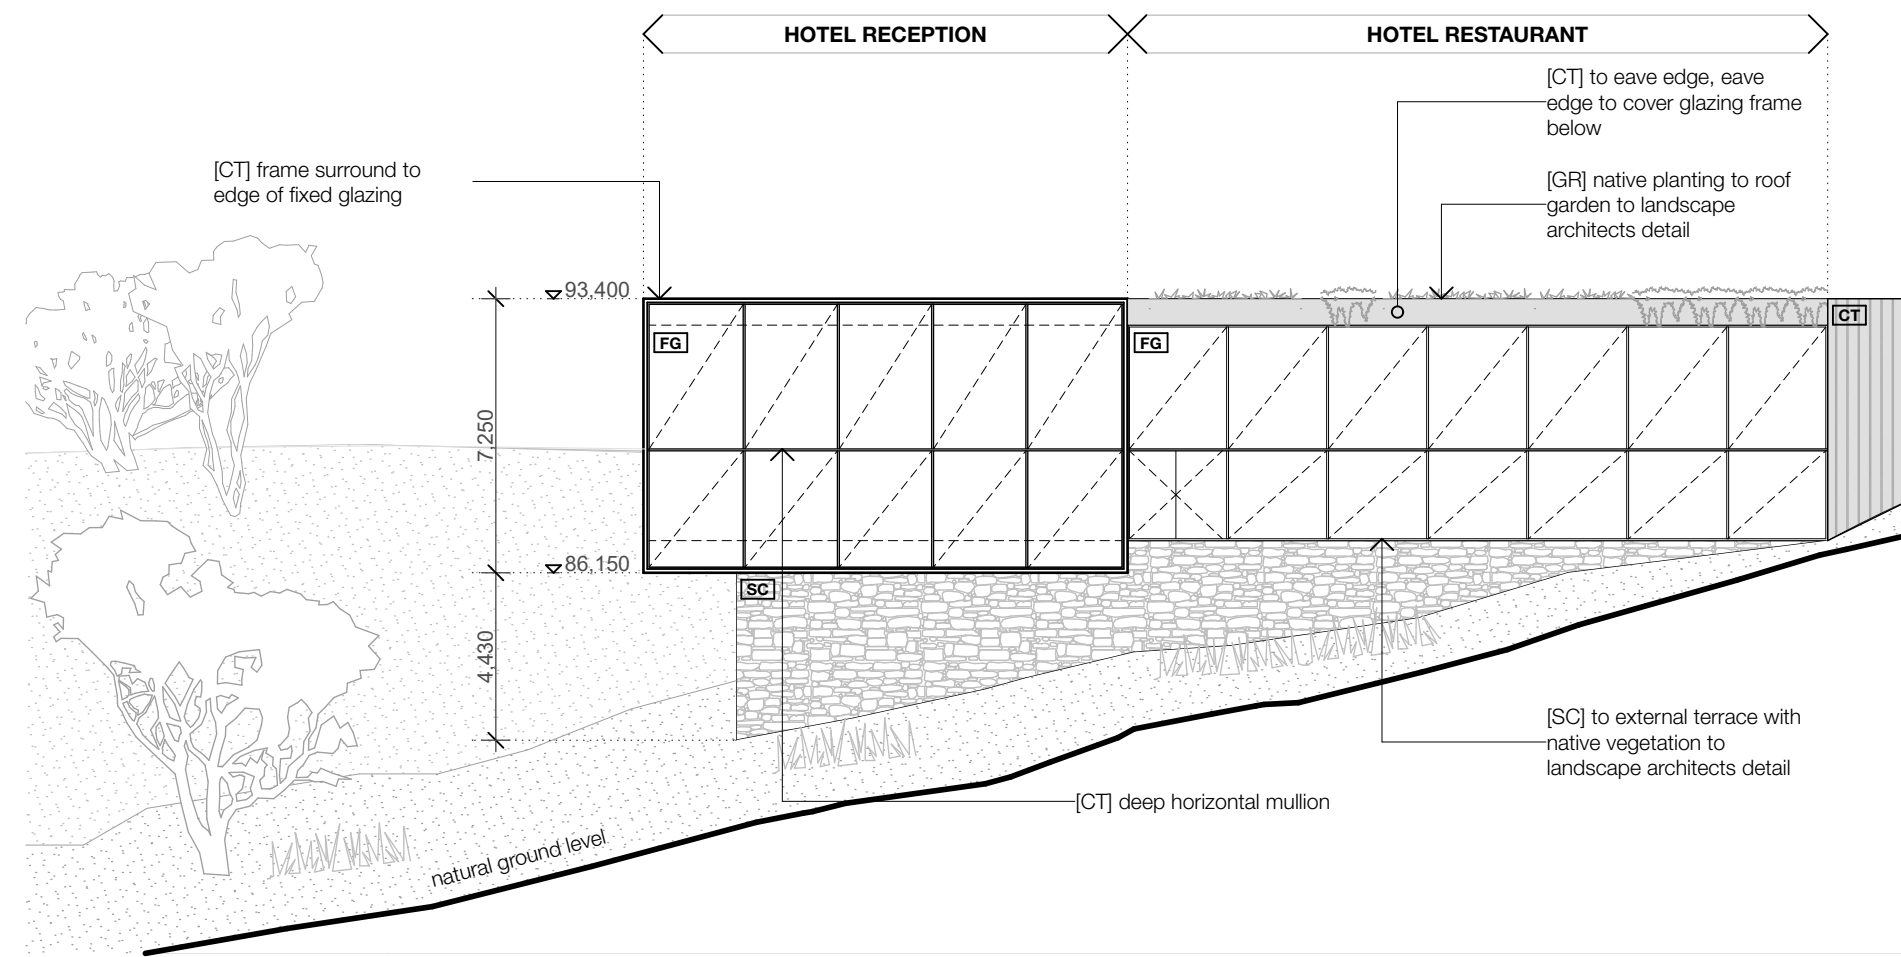 HOTEL RECEPTION
HOTEL RESTAURANT
[CT] to eave edge, eave
edge to cover glazing frame
below
[CT] frame surround to
edge of fixed glazing
[GR] native planting to roof
garden to landscape
architects detail
93,400
CT
FG
FG
7,250
86,150
SC
4,430
[SC] to external terrace with
native vegetation to
landscape architects detail
[CT] deep horizontal mullion
natural ground level